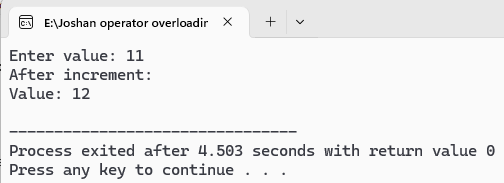 E:\Joshan operator overloadin
Enter value: 11
After increment:
Value: 12
--------------------------------
Process exited after 4.503 seconds with return value 0
Press any key to continue . . .